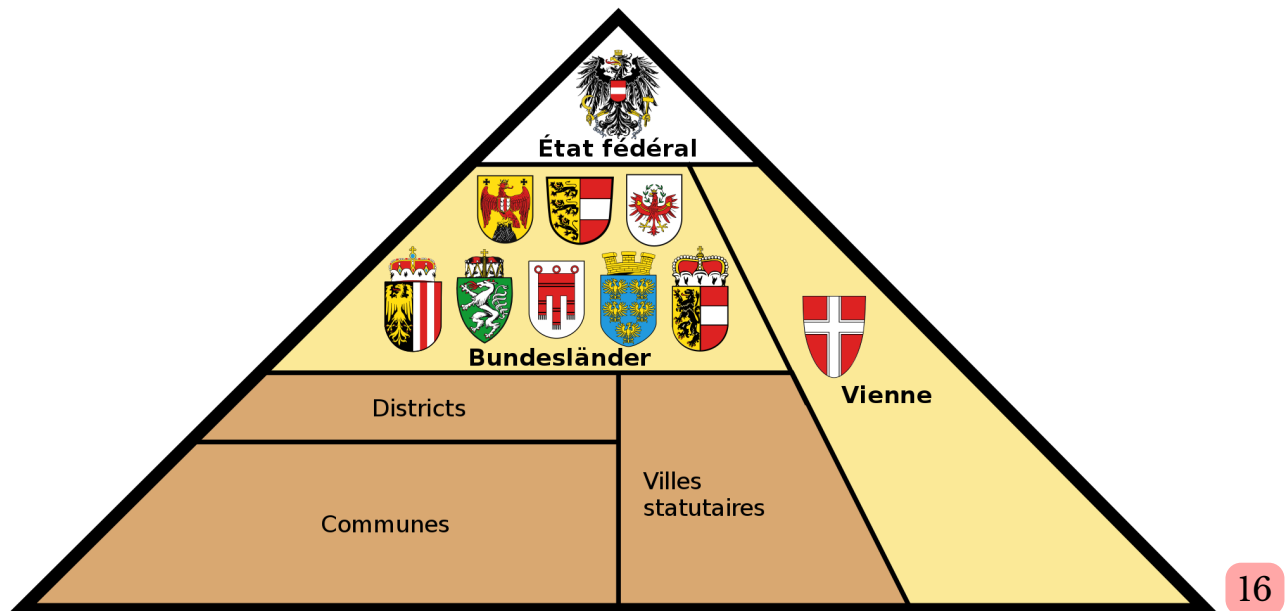 État fédéral
Bundesländer
Vienne
Districts
Communes
Villes
statutaires
16